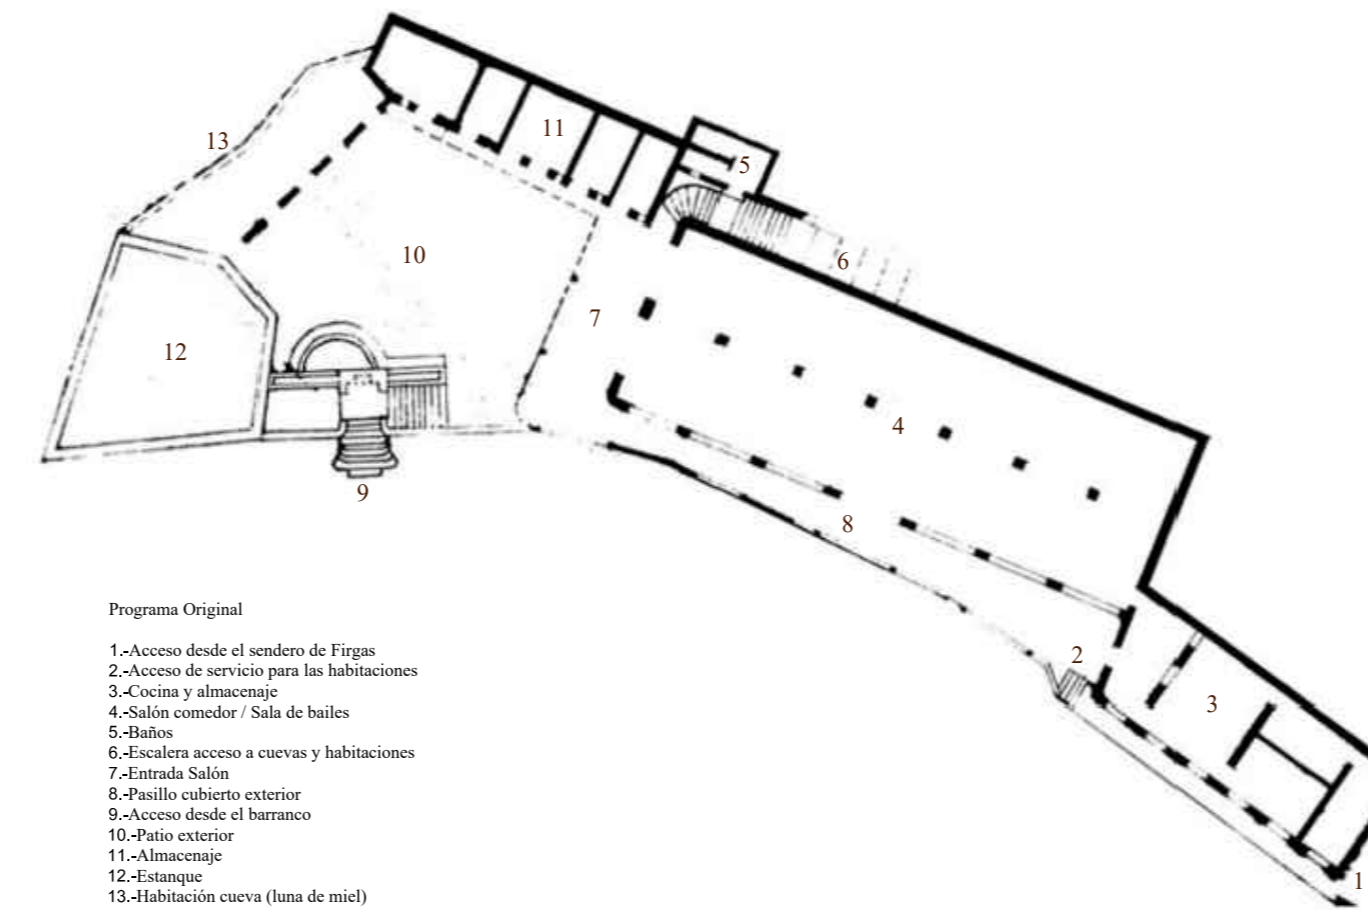 13
11
5
10
6
7
12
4
9
8
2
3
1
Programa Original
1.-Acceso desde el sendero de Firgas
2.-Acceso de servicio para las habitaciones
3.-Cocina y almacenaje
4.-Salón comedor / Sala de bailes
5.-Baños
6.-Escalera acceso a cuevas y habitaciones
7.-Entrada Salón
8.-Pasillo cubierto exterior
9.-Acceso desde el barranco
10.-Patio exterior
11.-Almacenaje
12.-Estanque
13.-Habitación cueva (luna de miel)